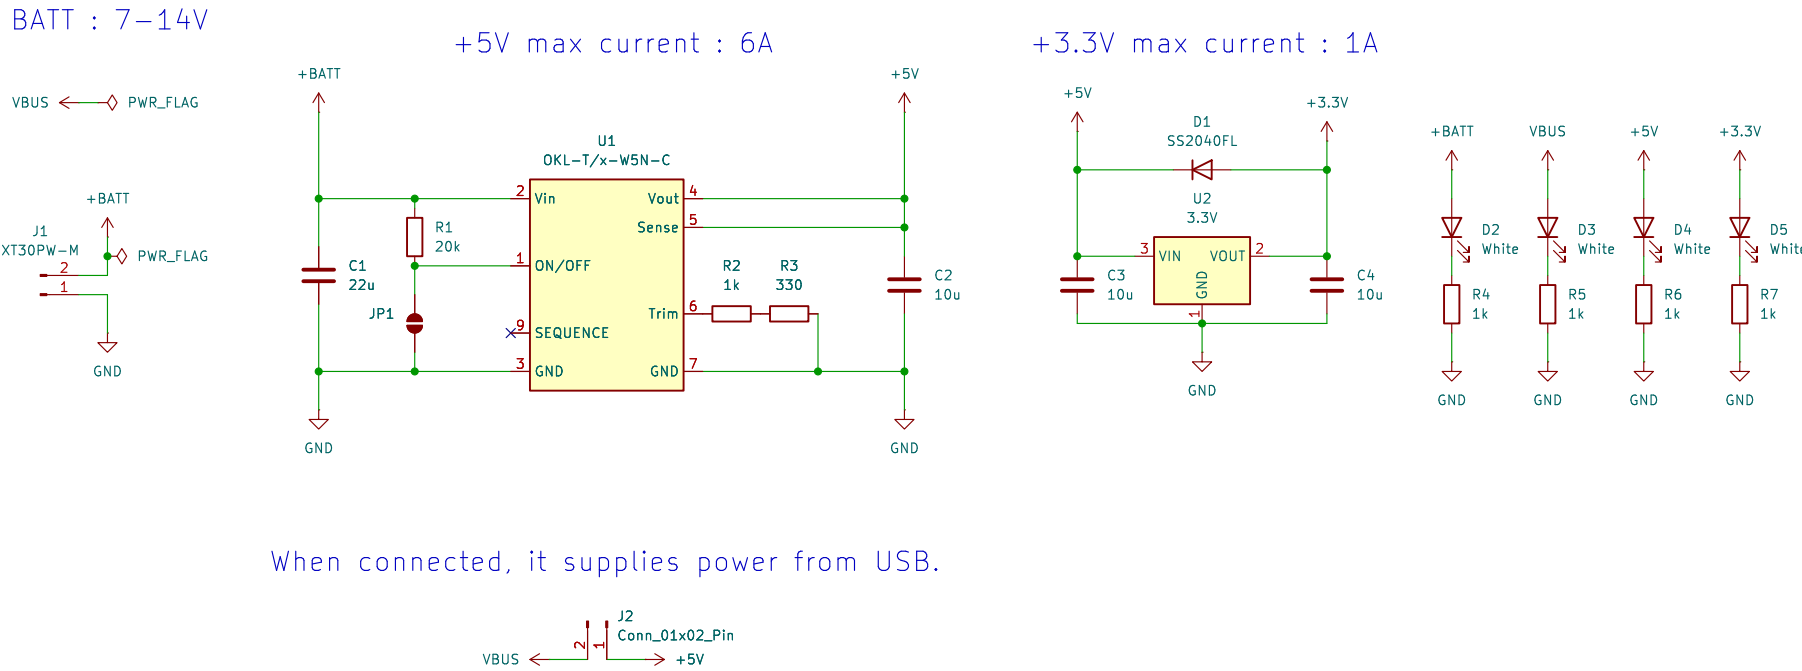 BATT : 7-14V
+5V max current : 6A
+3.3V max current : 1A
VBUS
PWR_FLAG
+BATT
J1
XT30PW-M
PWR_FLAG
2
1
GND
+BATT
+5V
U1
OKL-T/x-W5N-C
2
Vin
Vout
4
Sense
5
R1
20k
1
ON/OFF
C1
22u
JP1
R2
1k
R3
330
Trim
6
9
SEQUENCE
3
GND
GND
7
C2
10u
GND
GND
+5V
+3.3V
D1
SS2040FL
U2
3.3V
3
VIN
VOUT
2
GND
1
C3
10u
C4
10u
GND
+BATT
VBUS
+5V
+3.3V
D2
White
D3
White
D4
White
D5
White
R4
1k
R5
1k
R6
1k
R7
1k
GND
GND
GND
GND
When connected, it supplies power from USB.
J2
Conn_01x02_Pin
2
1
VBUS
+5V